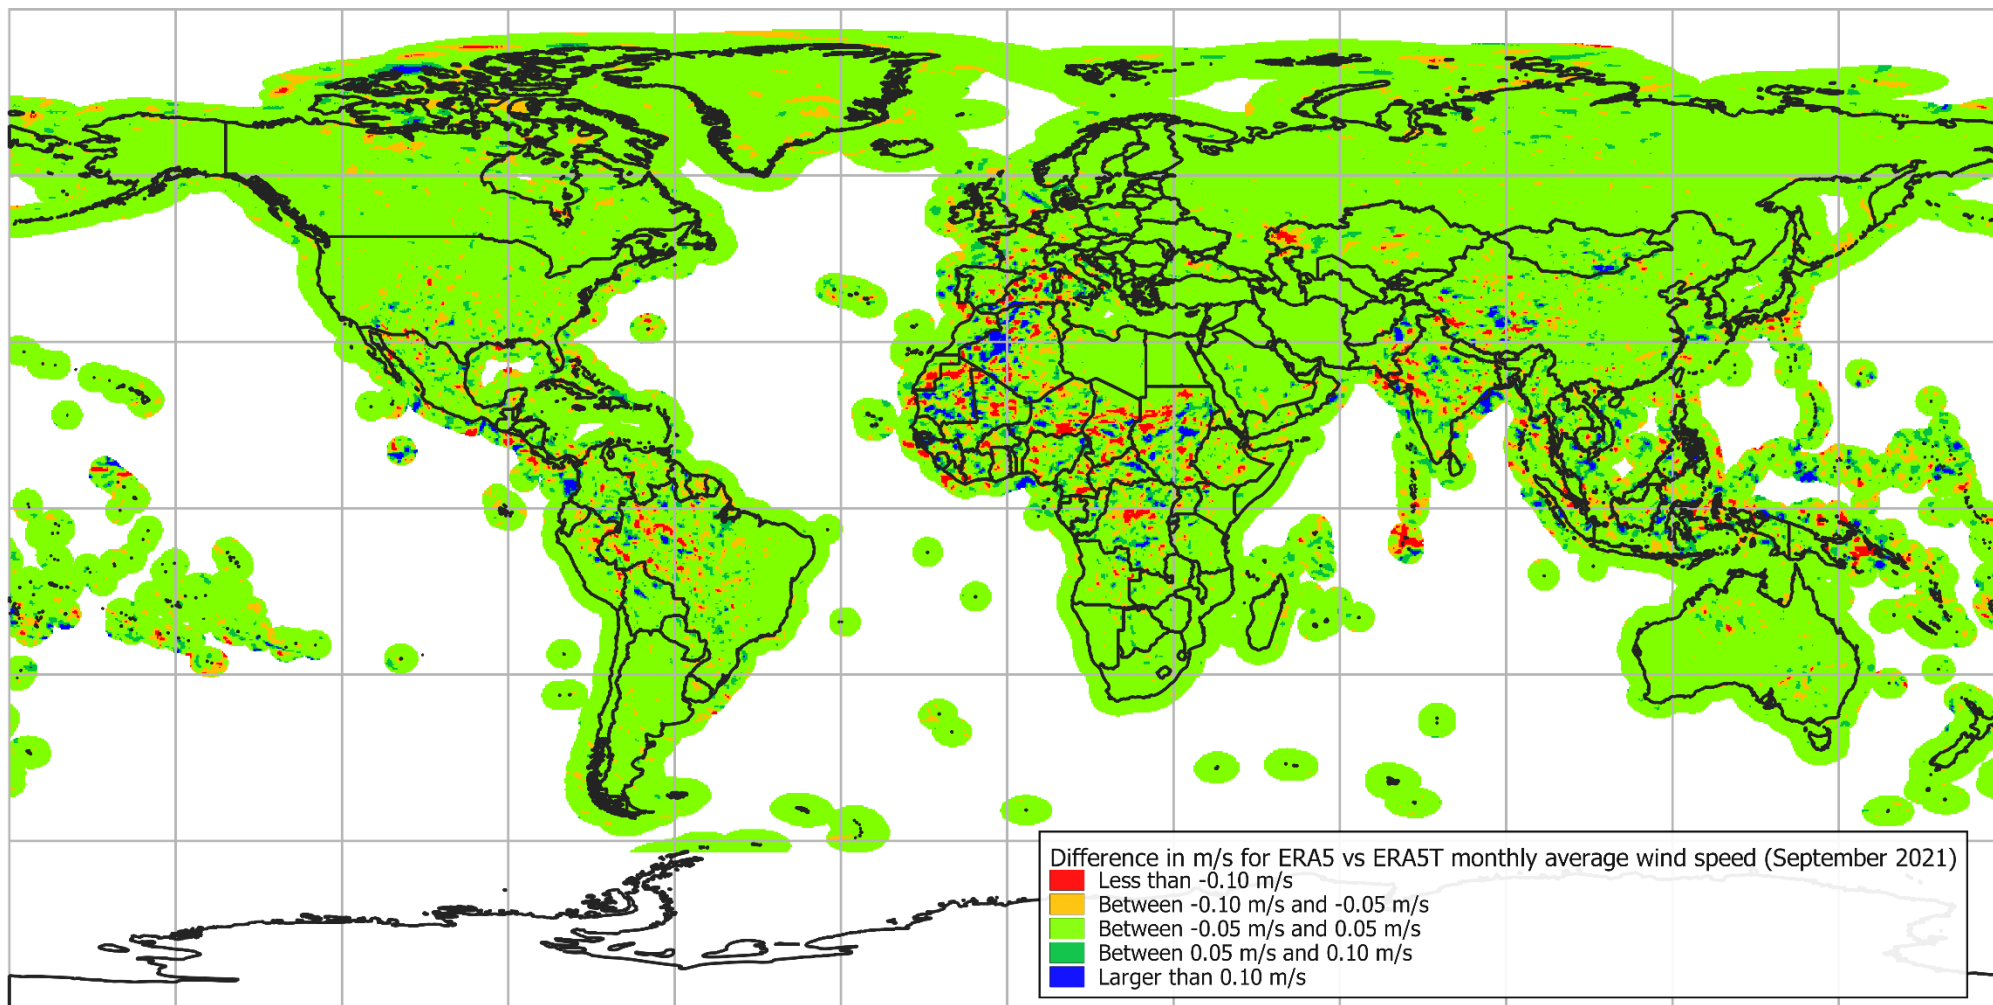 Difference in m/s for ERA5 vs ERA5T monthly average wind speed (September 2021)
Less than -0.10 m/s
Between -0.10 m/s and -0.05 m/s
Between -0.05 m/s and 0.05 m/s
Between 0.05 m/s and 0.10 m/s
Larger than 0.10 m/s